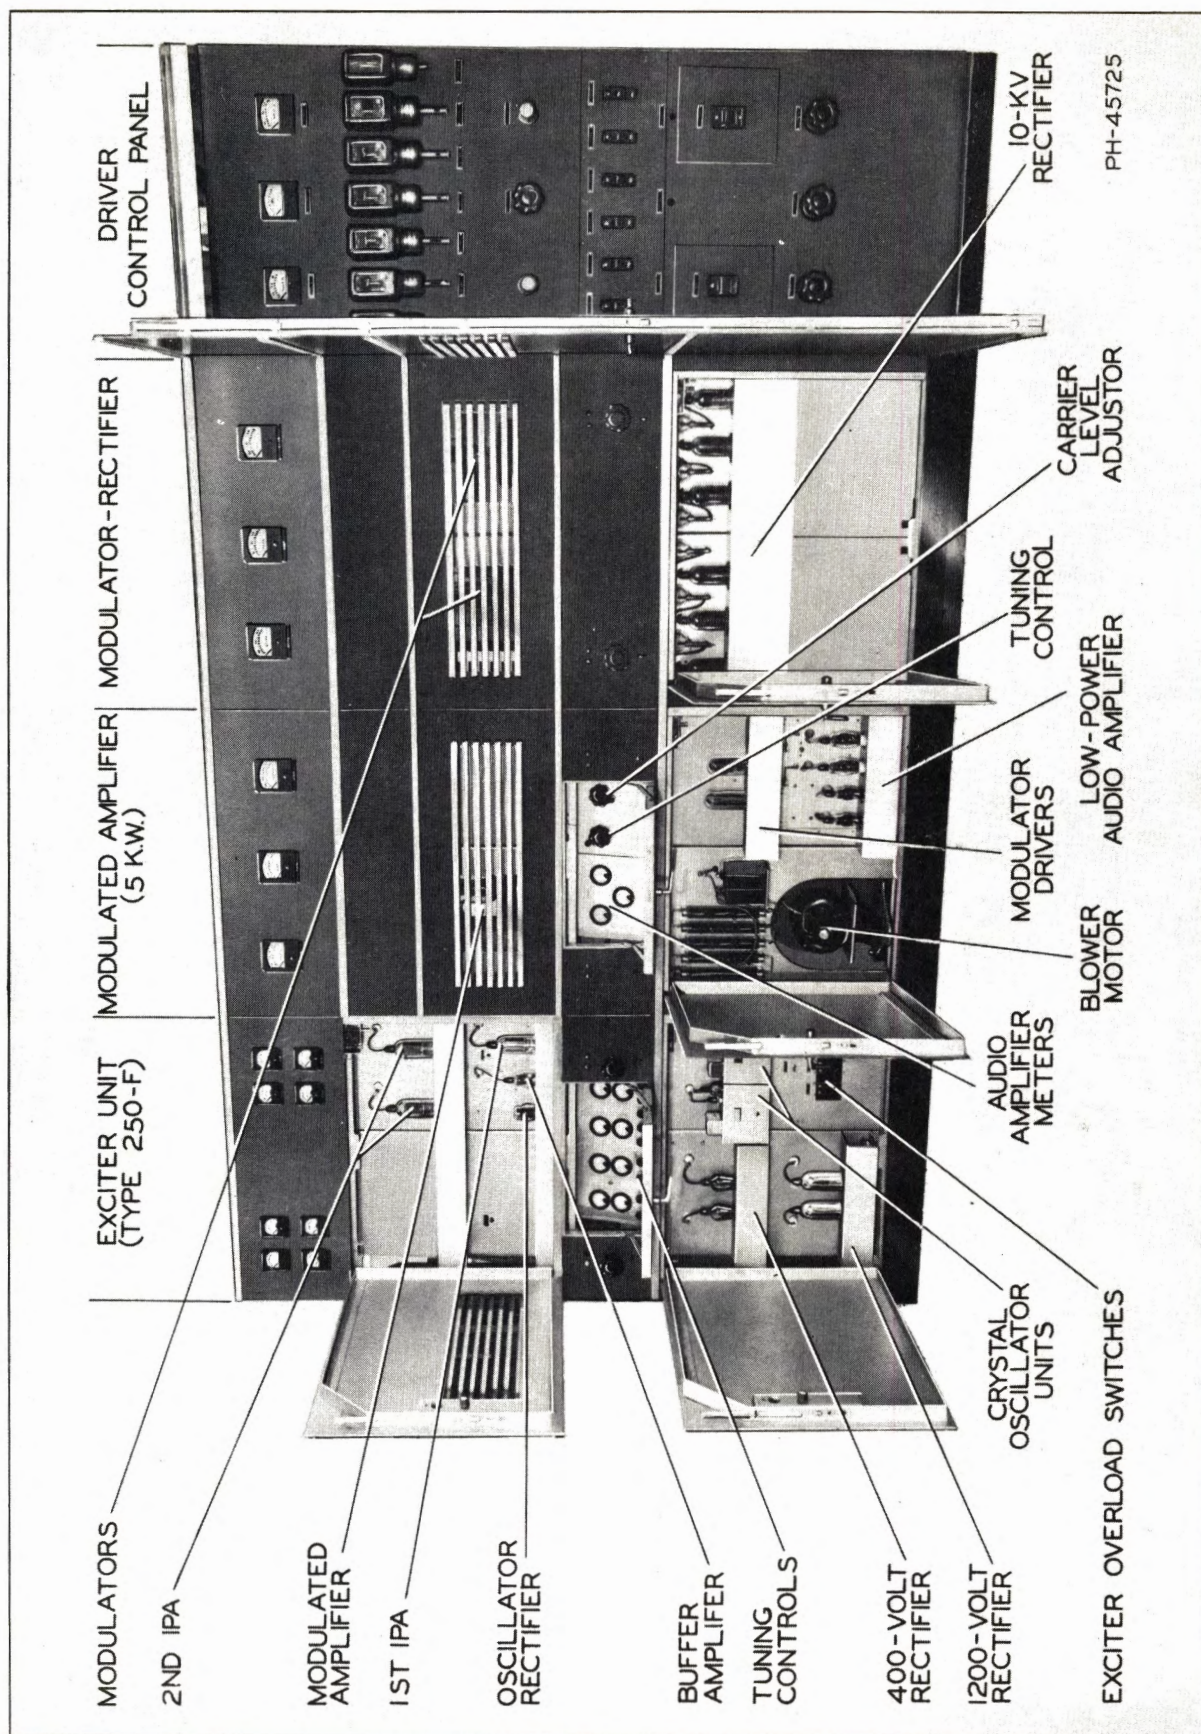 EXCITER UNIT
(TYPE 250-F)
MODULATED AMPLIFIER
(5 K.W.)
MODULATOR-RECTIFIER
DRIVER
CONTROL PANEL
MODULATORS
2ND IPA
MODULATED
AMPLIFIER
1ST IPA
OSCILLATOR
RECTIFIER
BUFFER
AMPLIFER
TUNING
CONTROLS
400-VOLT
RECTIFIER
1200-VOLT
RECTIFIER
EXCITER OVERLOAD SWITCHES
CRYSTAL
OSCILLATOR
UNITS
AUDIO
AMPLIFIER
METERS
BLOWER
MOTOR
MODULATOR
DRIVERS
LOW-POWER
AUDIO AMPLIFIER
TUNING
CONTROL
CARRIER
LEVEL
ADJUSTOR
10-KV
RECTIFIER
PH-45725